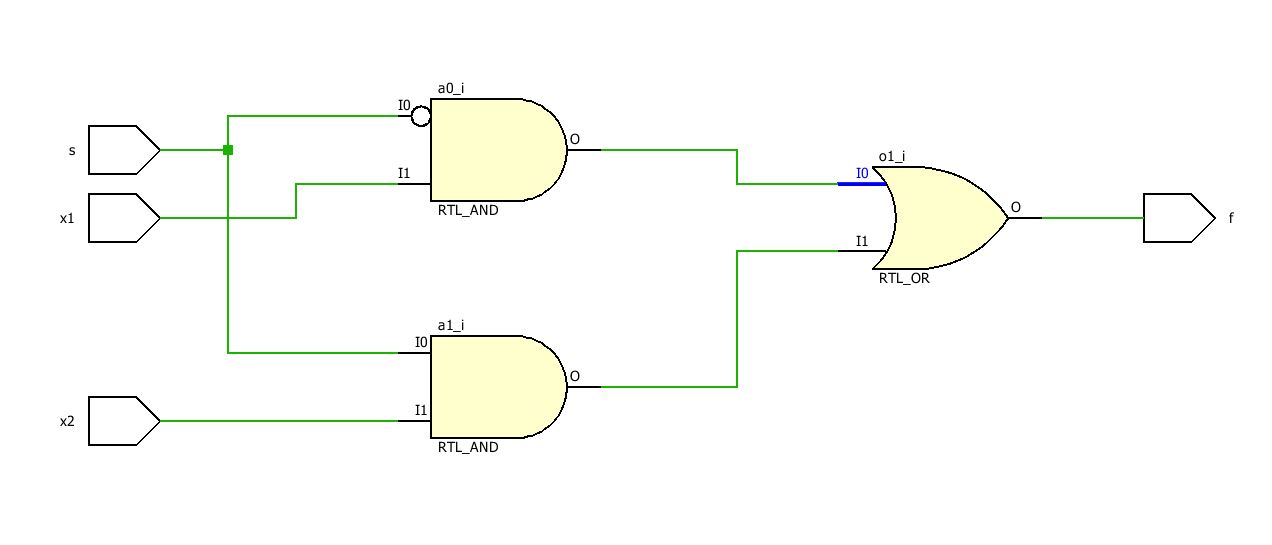 a0_i
I0
s
O
o1_i
I1
I0
x1
RTL_AND
O
f
I1
RTL_OR
a1_i
I0
O
I1
x2
RTL_AND